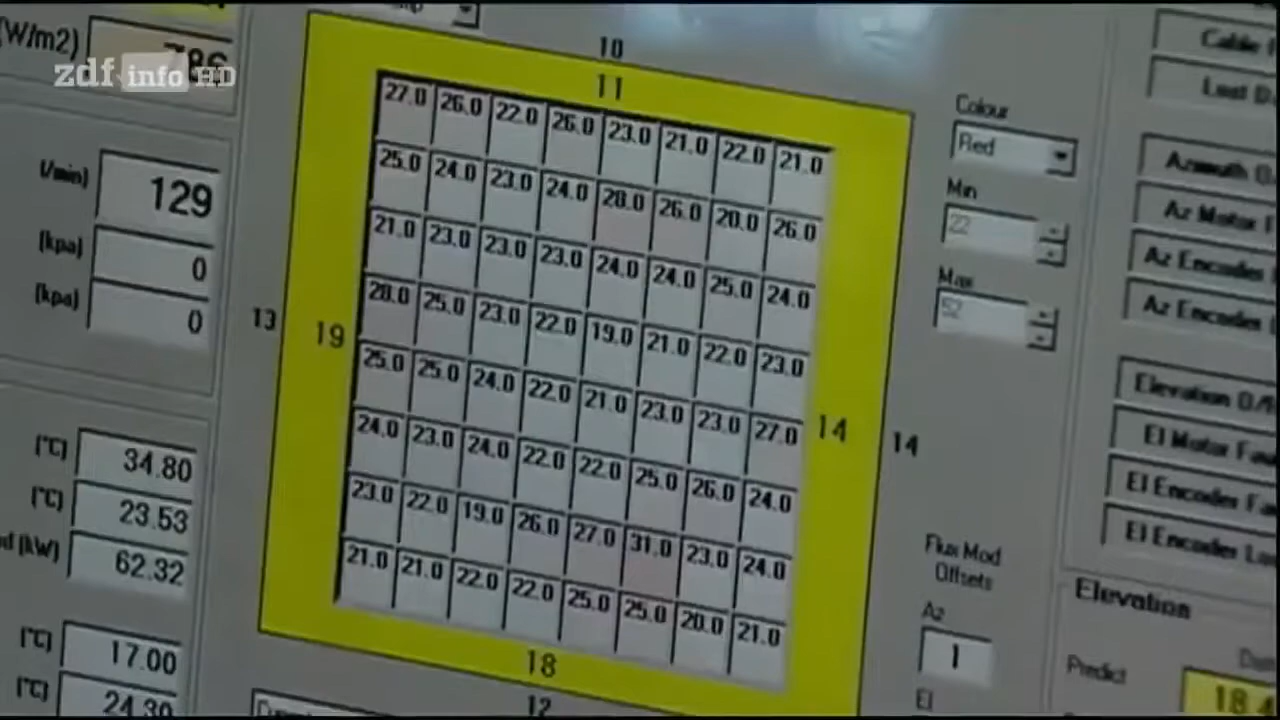 (W/m2) 786
zdf info HD
l/min) 129
(kpa) 0
(kpa) 0
(°C) 34.80
(°C) 23.53
(kW) 62.32
(°C) 17.00
(°C) 24.30
10
11
13
19
27.0 26.0 22.0 26.0 23.0 21.0 22.0 21.0
25.0 24.0 23.0 24.0 28.0 26.0 20.0 26.0
21.0 23.0 23.0 23.0 24.0 24.0 25.0 24.0
28.0 25.0 23.0 22.0 19.0 21.0 22.0 23.0
25.0 25.0 24.0 22.0 21.0 23.0 23.0 27.0
24.0 23.0 24.0 22.0 22.0 25.0 26.0 24.0
23.0 22.0 19.0 26.0 27.0 31.0 23.0 24.0
21.0 21.0 22.0 22.0 25.0 25.0 20.0 21.0
14
14
18
12
Colour
Red
Min
22
Max
52
Flux Mod
Offsets
Az
1
El
Cable
Azimuth
Az Motor
Az Encoder
Az Encoder
Elevation
El Motor
El Encoder
El Encoder
Elevation
Predict 18.4